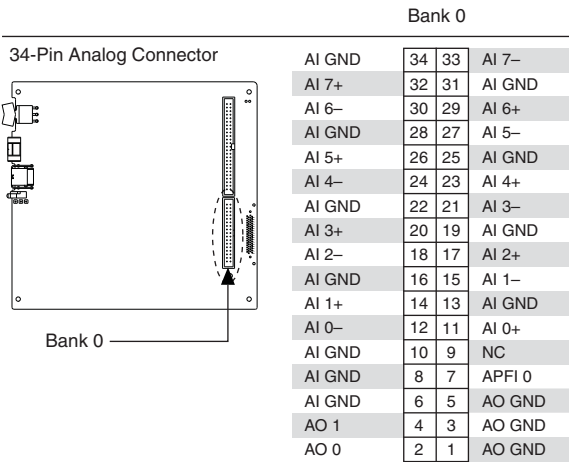 Bank 0
34-Pin Analog Connector
AI GND 34 33 AI 7–
AI 7+ 32 31 AI GND
AI 6– 30 29 AI 6+
AI GND 28 27 AI 5–
AI 5+ 26 25 AI GND
AI 4– 24 23 AI 4+
AI GND 22 21 AI 3–
AI 3+ 20 19 AI GND
AI 2– 18 17 AI 2+
AI GND 16 15 AI 1–
AI 1+ 14 13 AI GND
AI 0– 12 11 AI 0+
AI GND 10 9 NC
AI GND 8 7 APFI 0
AI GND 6 5 AO GND
AO 1 4 3 AO GND
AO 0 2 1 AO GND
Bank 0